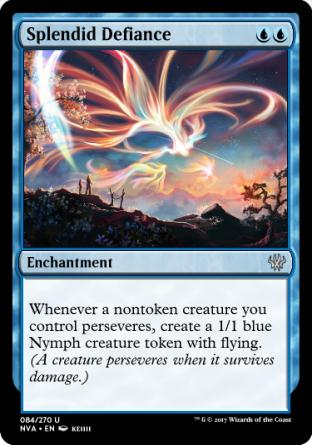 Splendid Defiance
Enchantment
Whenever a nontoken creature you
control perseveres, create a 1/1 blue
Nymph creature token with flying.
(A creature perseveres when it survives
damage.)
084/270 U
NVA • EN KEIIII
™ & © 2017 Wizards of the Coast